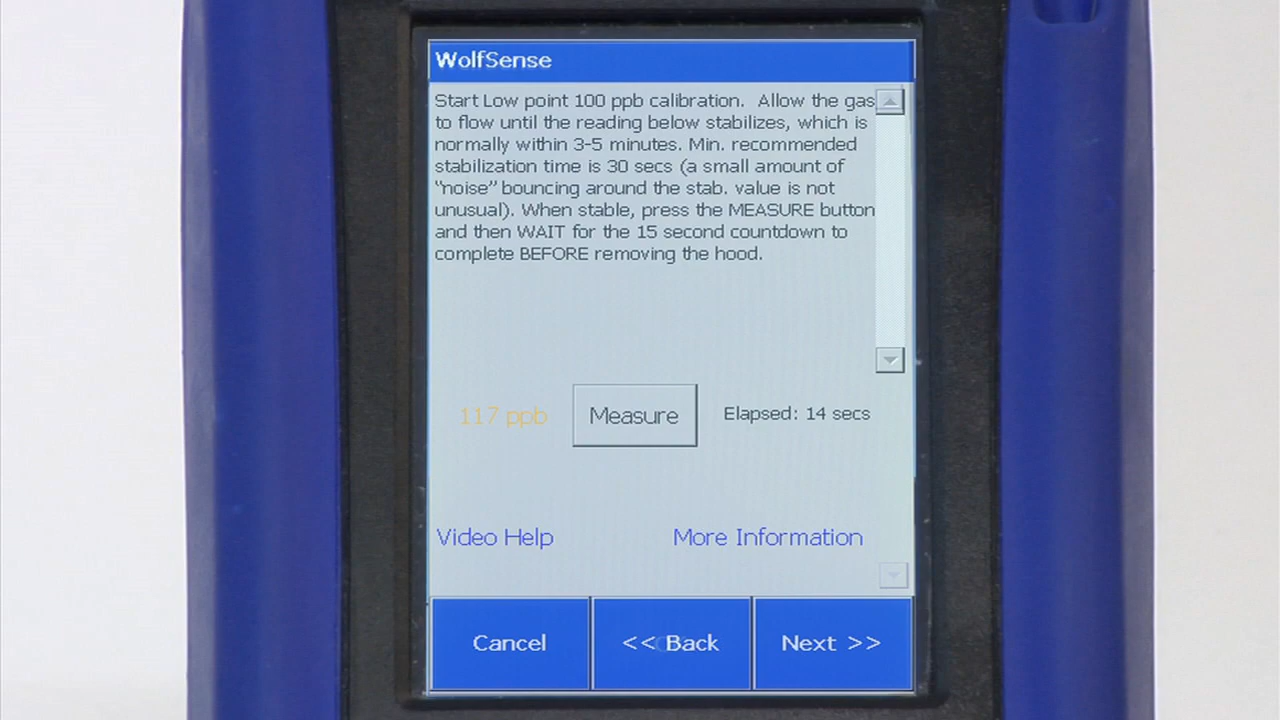 WolfSense
Start Low point 100 ppb calibration. Allow the gas
to flow until the reading below stabilizes, which is
normally within 3-5 minutes. Min. recommended
stabilization time is 30 secs (a small amount of
"noise" bouncing around the stab. value is not
unusual). When stable, press the MEASURE button
and then WAIT for the 15 second countdown to
complete BEFORE removing the hood.
117 ppb
Measure
Elapsed: 14 secs
Video Help
More Information
Cancel
<< Back
Next >>